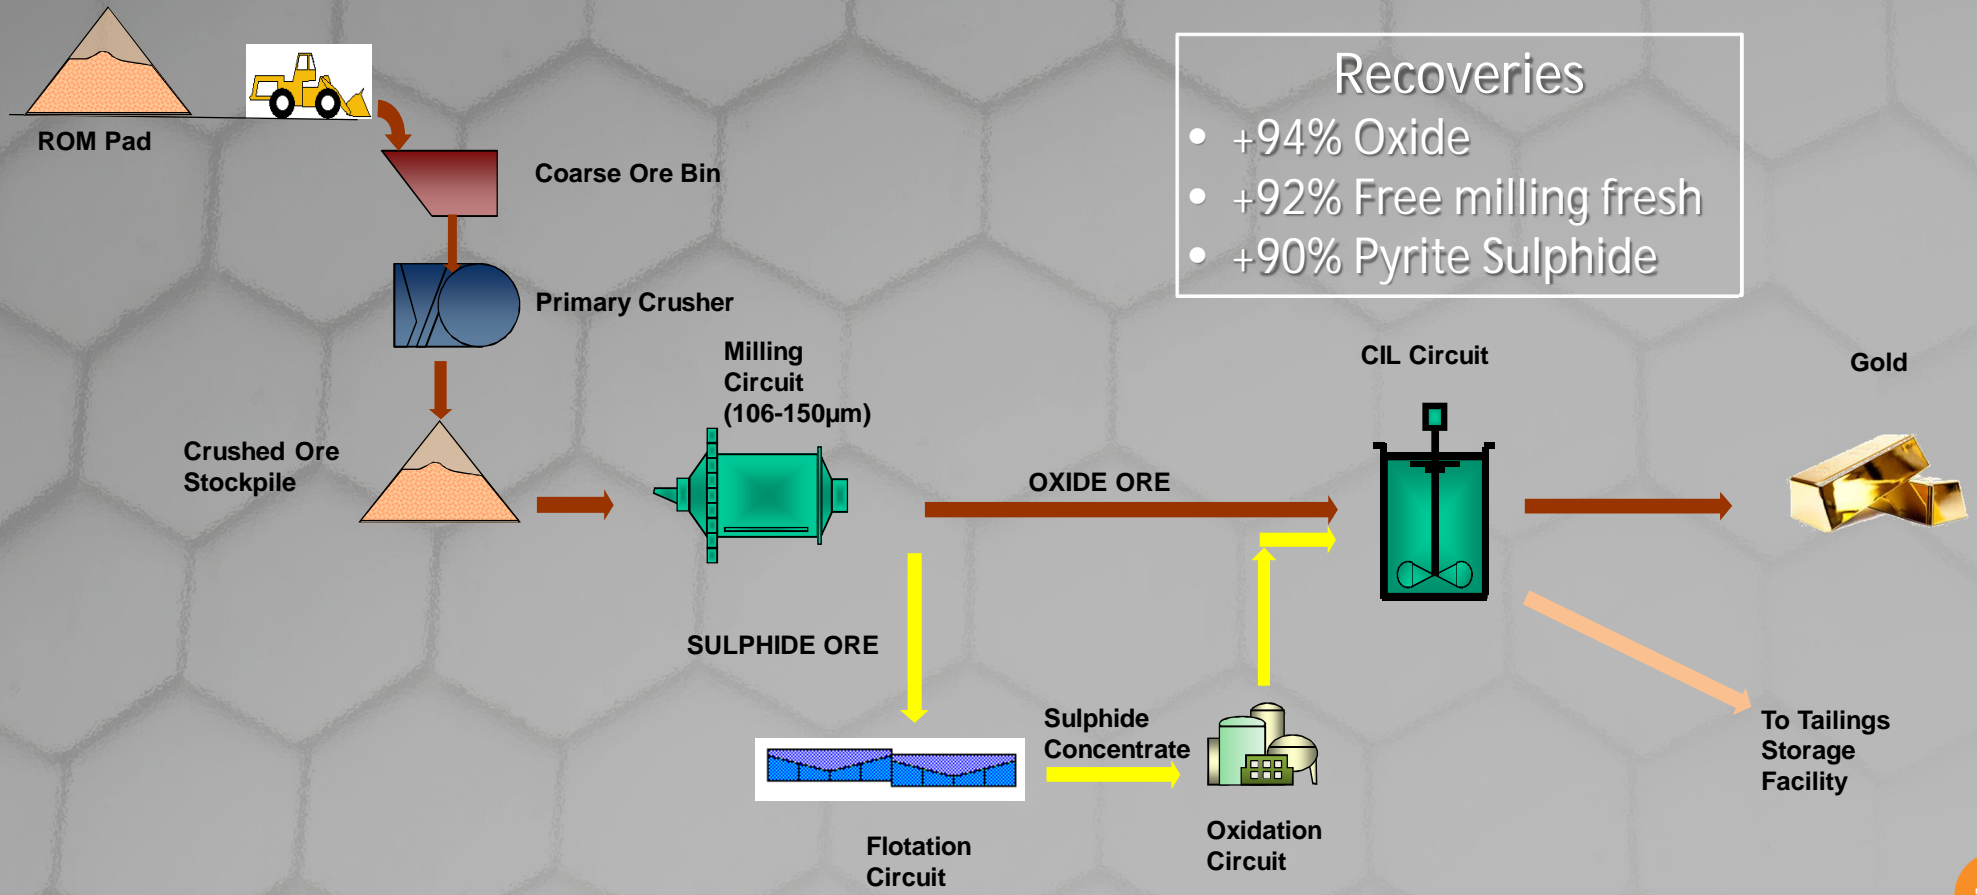 Recoveries
• +94% Oxide
• +92% Free milling fresh
• +90% Pyrite Sulphide
ROM Pad
Coarse Ore Bin
Primary Crusher
Milling
Circuit
(106-150µm)
CIL Circuit
Gold
Crushed Ore
Stockpile
OXIDE ORE
SULPHIDE ORE
Sulphide
Concentrate
To Tailings
Storage
Facility
Flotation
Circuit
Oxidation
Circuit